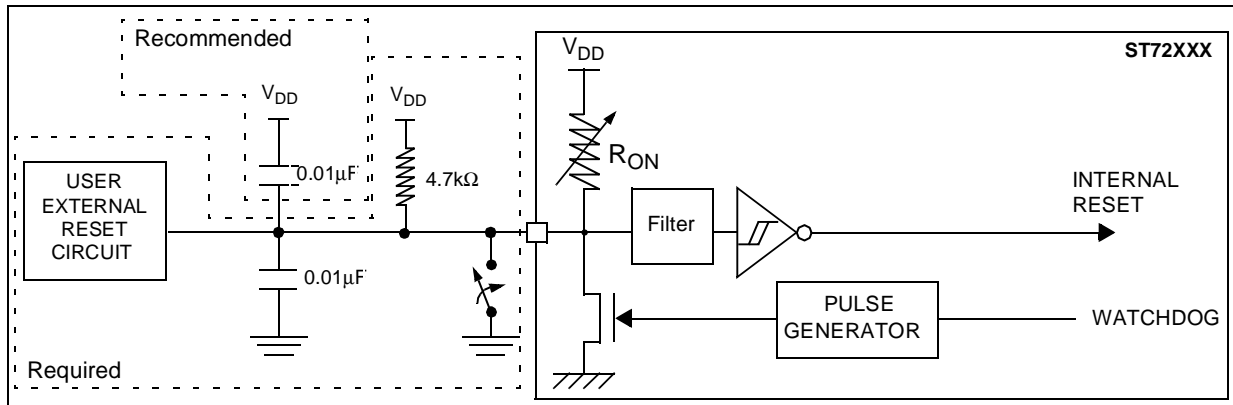 Recommended
VDD
VDD
0.01μF
4.7kΩ
USER
EXTERNAL
RESET
CIRCUIT
0.01μF
Required
ST72XXX
VDD
RON
Filter
INTERNAL
RESET
PULSE
GENERATOR
WATCHDOG